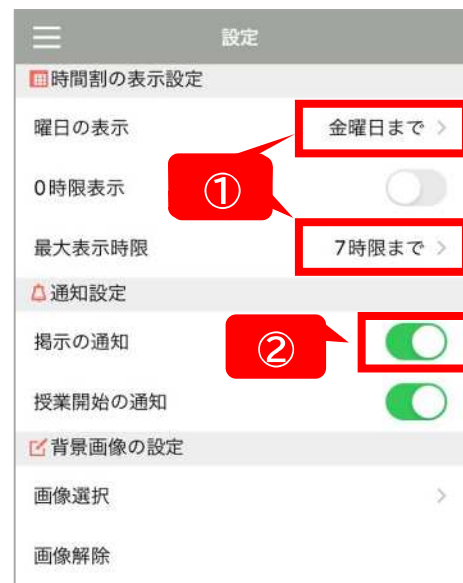 設定
時間割の表示設定
曜日の表示 金曜日まで >
①
0時限表示
最大表示時限 7時限まで >
通知設定
掲示の通知
②
授業開始の通知
背景画像の設定
画像選択 >
画像解除